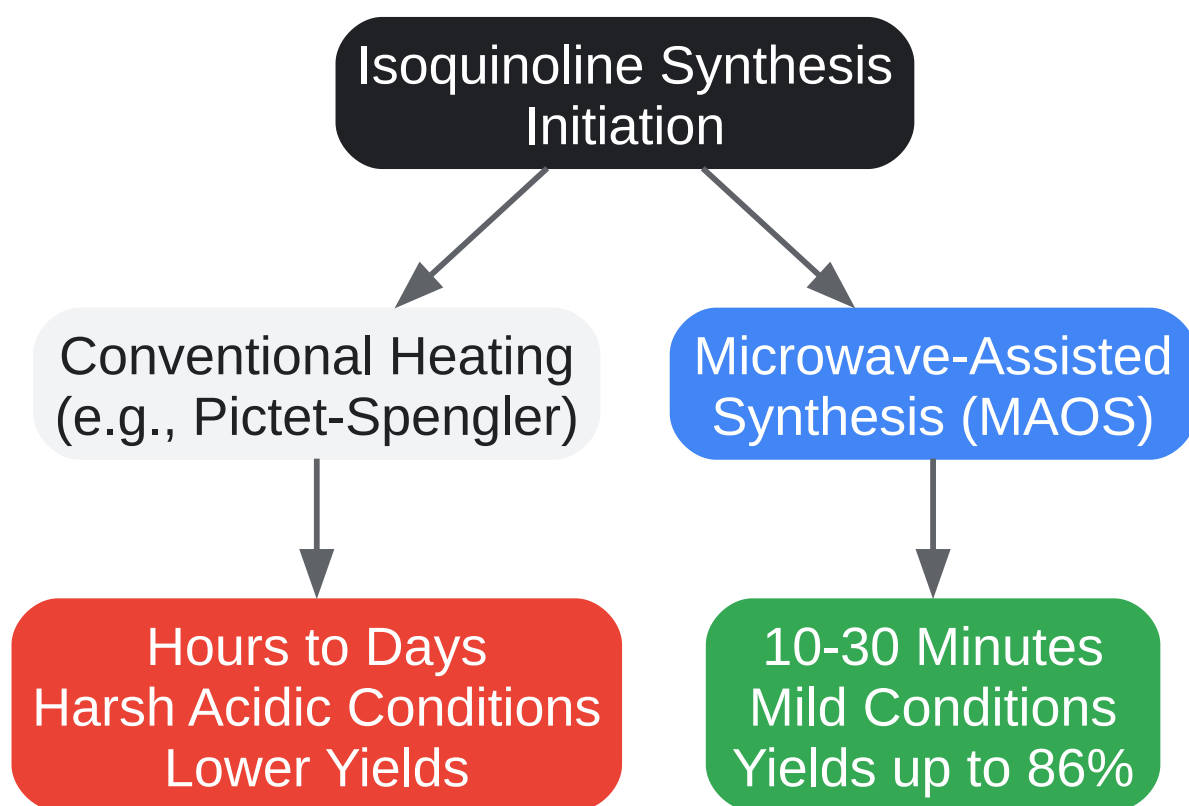 Isoquinoline Synthesis
Initiation
Conventional Heating
(e.g., Pictet-Spengler)
Microwave-Assisted
Synthesis (MAOS)
Hours to Days
Harsh Acidic Conditions
Lower Yields
10-30 Minutes
Mild Conditions
Yields up to 86%